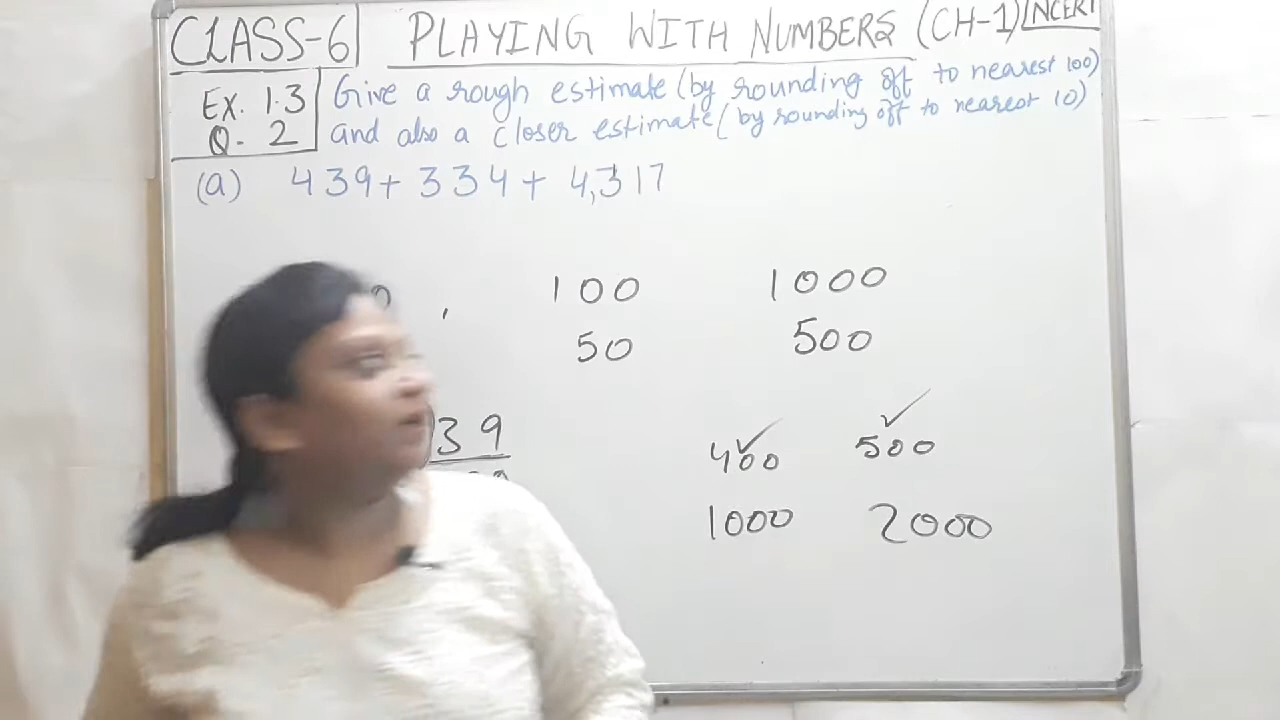 CLASS-6 PLAYING WITH NUMBERS (CH-1) NCERT
EX. 1.3 Give a rough estimate (by rounding off to nearest 100)
Q. 2 and also a closer estimate (by rounding off to nearest 10)
(a) 439 + 334 + 4,317
0 , 100 1000
50 500
39 400 500
1000 2000